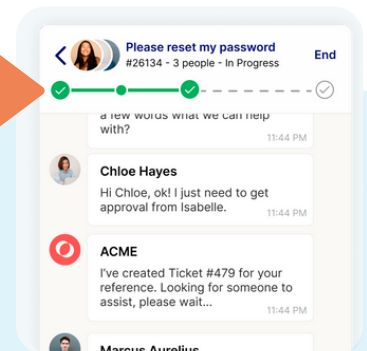 Please reset my password
#26134 - 3 people - In Progress
End
a few words what we can help
with?
11:44 PM
Chloe Hayes
Hi Chloe, ok! I just need to get
approval from Isabelle.
11:44 PM
ACME
I've created Ticket #479 for your
reference. Looking for someone to
assist, please wait...
11:44 PM
Marcus Aurelius